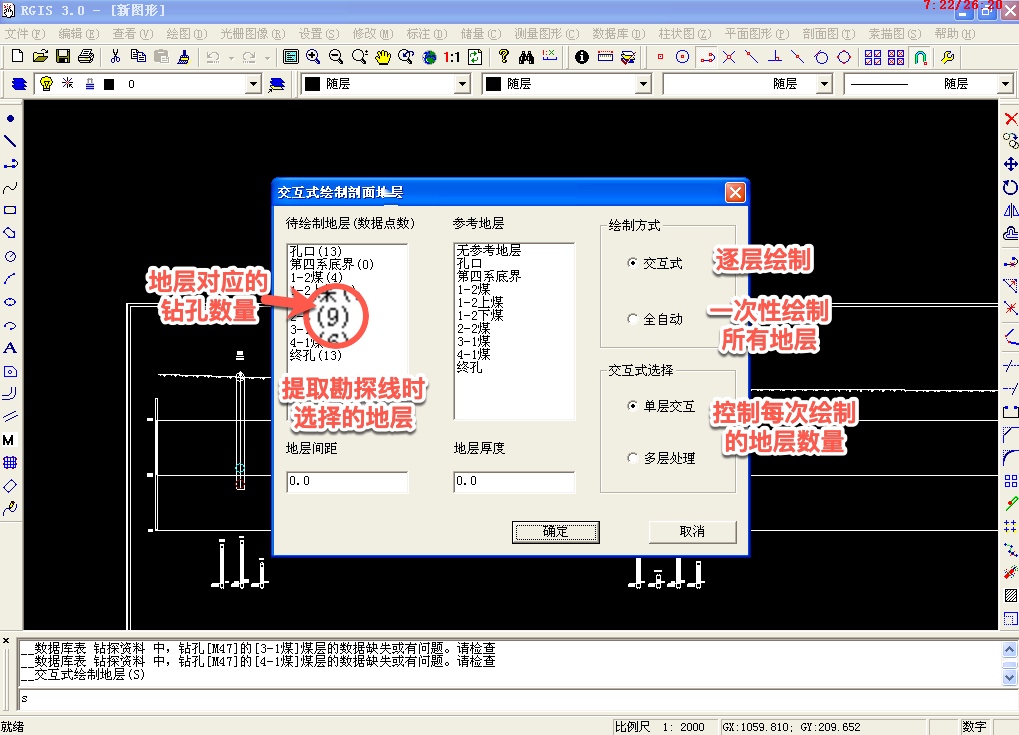 7:22/26:20
RGIS 3.0 - [新图形]
文件(F) 编辑(E) 查看(V) 绘图(D) 光栅图像(R) 设置(S) 修改(M) 标注(D) 储量(C) 测量图形(C) 数据库(D) 柱状图(Z) 平面图形(P) 剖面图(T) 素描图(S) 帮助(H)
1:1
0 随层 随层 随层 随层
交互式绘制剖面地层
待绘制地层(数据点数)
孔口(13)
第四系底界(0)
1-2煤(4)
(9)
终孔(13)
参考地层
无参考地层
孔口
第四系底界
1-2煤
1-2上煤
1-2下煤
2-2煤
3-1煤
4-1煤
终孔
绘制方式
交互式
全自动
交互式选择
单层交互
多层处理
地层间距
0.0
地层厚度
0.0
确定
取消
地层对应的
钻孔数量
提取勘探线时
选择的地层
逐层绘制
一次性绘制
所有地层
控制每次绘制
的地层数量
A
M
__数据库表 钻探资料 中，钻孔[M47]的[3-1煤]煤层的数据缺失或有问题。请检查
__数据库表 钻探资料 中，钻孔[M47]的[4-1煤]煤层的数据缺失或有问题。请检查
__交互式绘制地层(S)
s
就绪
比例尺 1: 2000
GX:1059.810; GY:209.652
数字